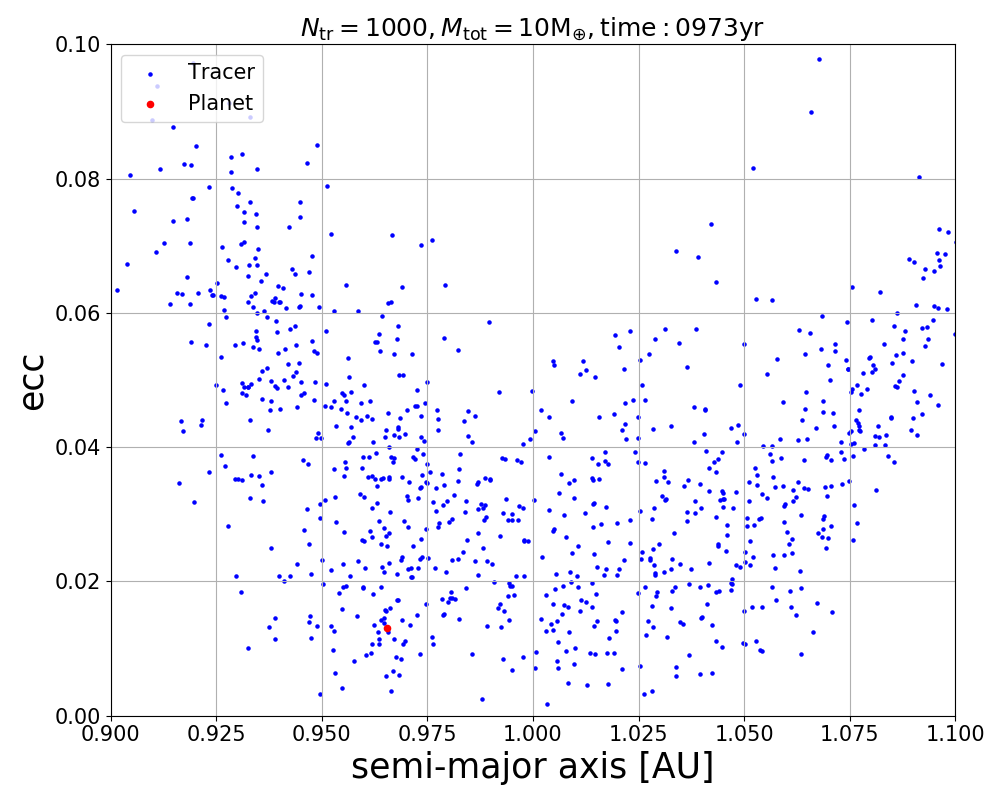 N_tr = 1000, M_tot = 10M_⊕, time : 0973yr
Tracer
Planet
ecc
0.10
0.08
0.06
0.04
0.02
0.00
0.900 0.925 0.950 0.975 1.000 1.025 1.050 1.075 1.100
semi-major axis [AU]